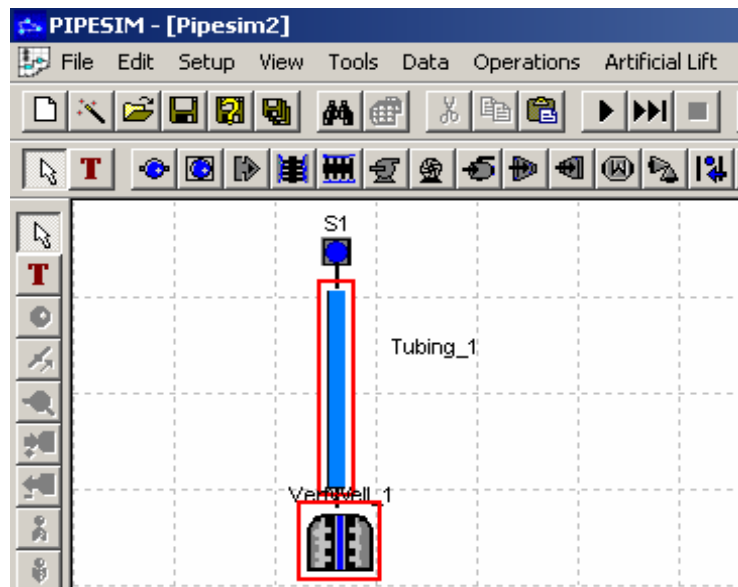 PIPESIM - [Pipesim2]
File Edit Setup View Tools Data Operations Artificial Lift
T
T
S1
Tubing_1
VertWell_1